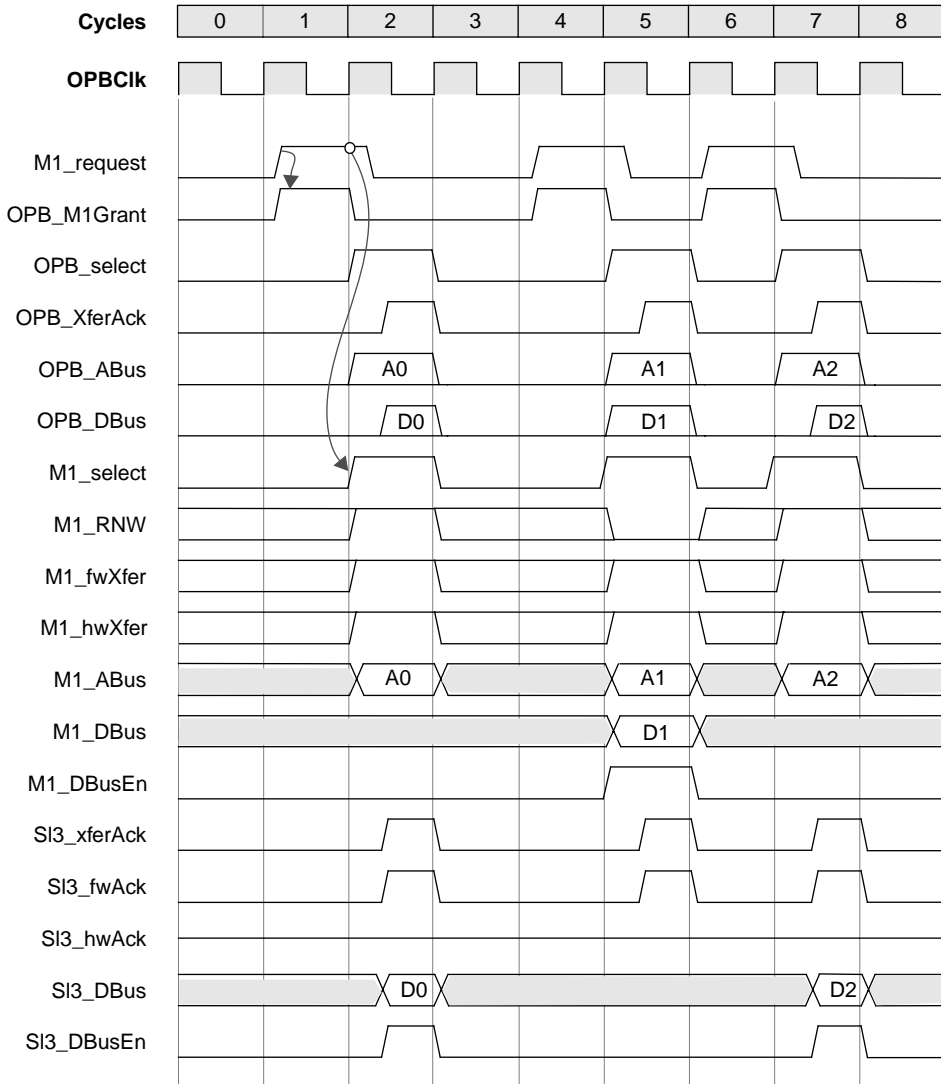 Cycles 0 1 2 3 4 5 6 7 8
OPBClk
M1_request
OPB_M1Grant
OPB_select
OPB_XferAck
OPB_ABus A0 A1 A2
OPB_DBus D0 D1 D2
M1_select
M1_RNW
M1_fwXfer
M1_hwXfer
M1_ABus A0 A1 A2
M1_DBus D1
M1_DBusEn
Sl3_xferAck
Sl3_fwAck
Sl3_hwAck
Sl3_DBus D0 D2
Sl3_DBusEn